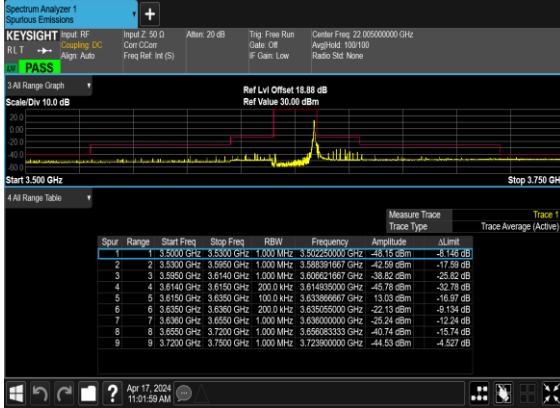 Spectrum Analyzer 1
Spurious Emissions
+
KEYSIGHT Input: RF Input Z: 50 Ω Atten: 20 dB Trig: Free Run Center Freq: 22.005000000 GHz
RLT Coupling: DC Corr CCorr Gate: Off Avg|Hold: 100/100
Align: Auto Freq Ref: Int (S) IF Gain: Low Radio Std: None
PASS
3 All Range Graph Ref Lvl Offset 18.88 dB
Scale/Div 10.0 dB Ref Value 30.00 dBm
20.0
0.00
-20.0
-40.0
-60.0
Start 3.500 GHz Stop 3.750 GH
4 All Range Table
Measure Trace Trace 1
Trace Type Trace Average (Active)
Spur Range Start Freq Stop Freq RBW Frequency Amplitude ΔLimit
1 1 3.5000 GHz 3.5300 GHz 1.000 MHz 3.502250000 GHz -48.15 dBm -8.146 dB
2 2 3.5300 GHz 3.5950 GHz 1.000 MHz 3.588391667 GHz -42.59 dBm -17.59 dB
3 3 3.5950 GHz 3.6140 GHz 1.000 MHz 3.606621667 GHz -38.82 dBm -25.82 dB
4 4 3.6140 GHz 3.6150 GHz 200.0 kHz 3.614935000 GHz -45.78 dBm -32.78 dB
5 5 3.6150 GHz 3.6350 GHz 100.0 kHz 3.633866667 GHz 13.03 dBm -16.97 dB
6 6 3.6350 GHz 3.6360 GHz 200.0 kHz 3.635055000 GHz -22.13 dBm -9.134 dB
7 7 3.6360 GHz 3.6550 GHz 1.000 MHz 3.636000000 GHz -25.24 dBm -12.24 dB
8 8 3.6550 GHz 3.7200 GHz 1.000 MHz 3.656083333 GHz -40.74 dBm -15.74 dB
9 9 3.7200 GHz 3.7500 GHz 1.000 MHz 3.723900000 GHz -44.53 dBm -4.527 dB
? Apr 17, 2024
11:01:59 AM